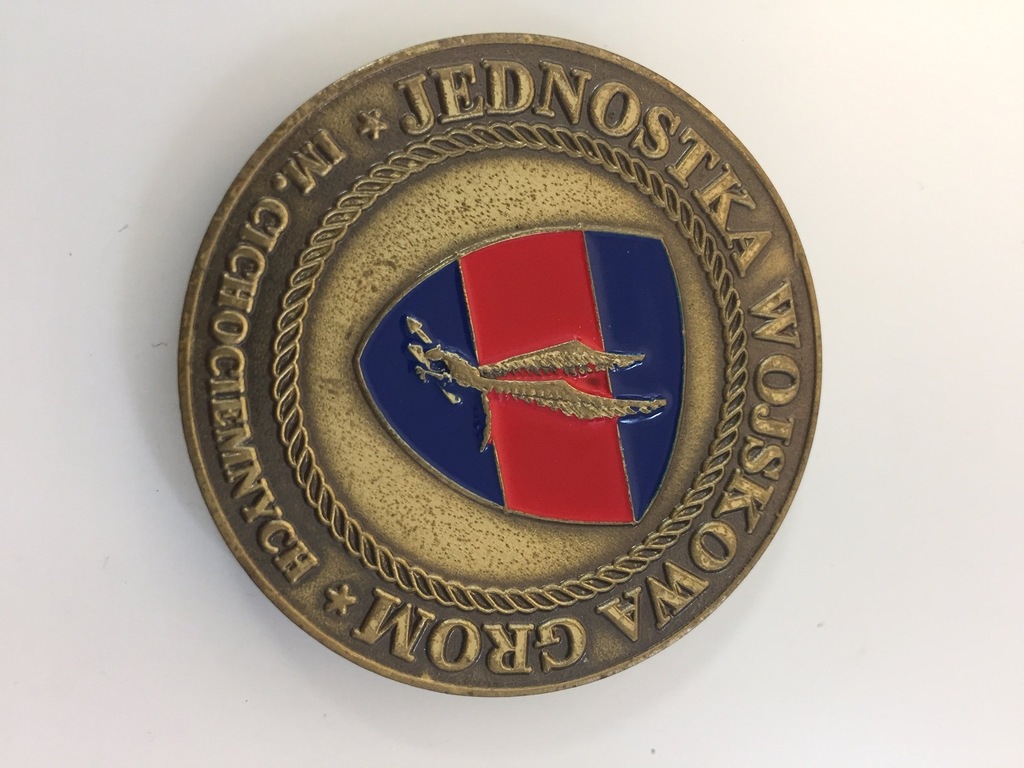 JEDNOSTKA WOJSKOWA GROM
IM. CICHOCIEMNYCH